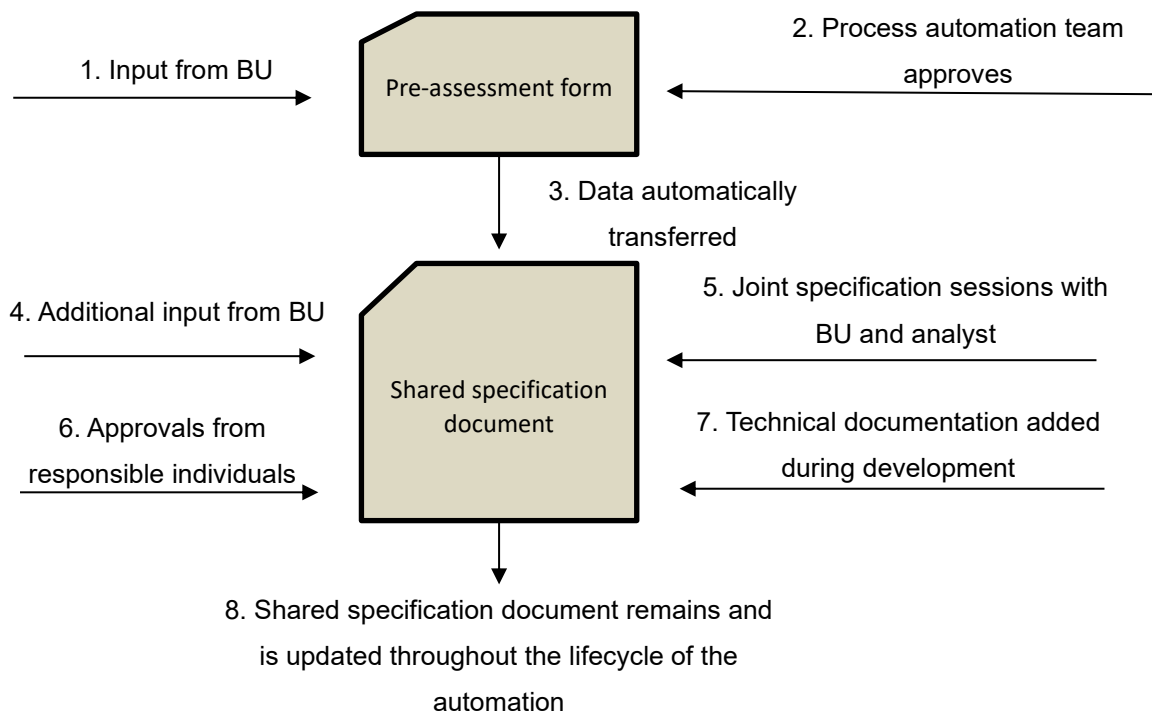 1. Input from BU
Pre-assessment form
2. Process automation team
approves
3. Data automatically
transferred
4. Additional input from BU
5. Joint specification sessions with
BU and analyst
Shared specification
document
6. Approvals from
responsible individuals
7. Technical documentation added
during development
8. Shared specification document remains and
is updated throughout the lifecycle of the
automation